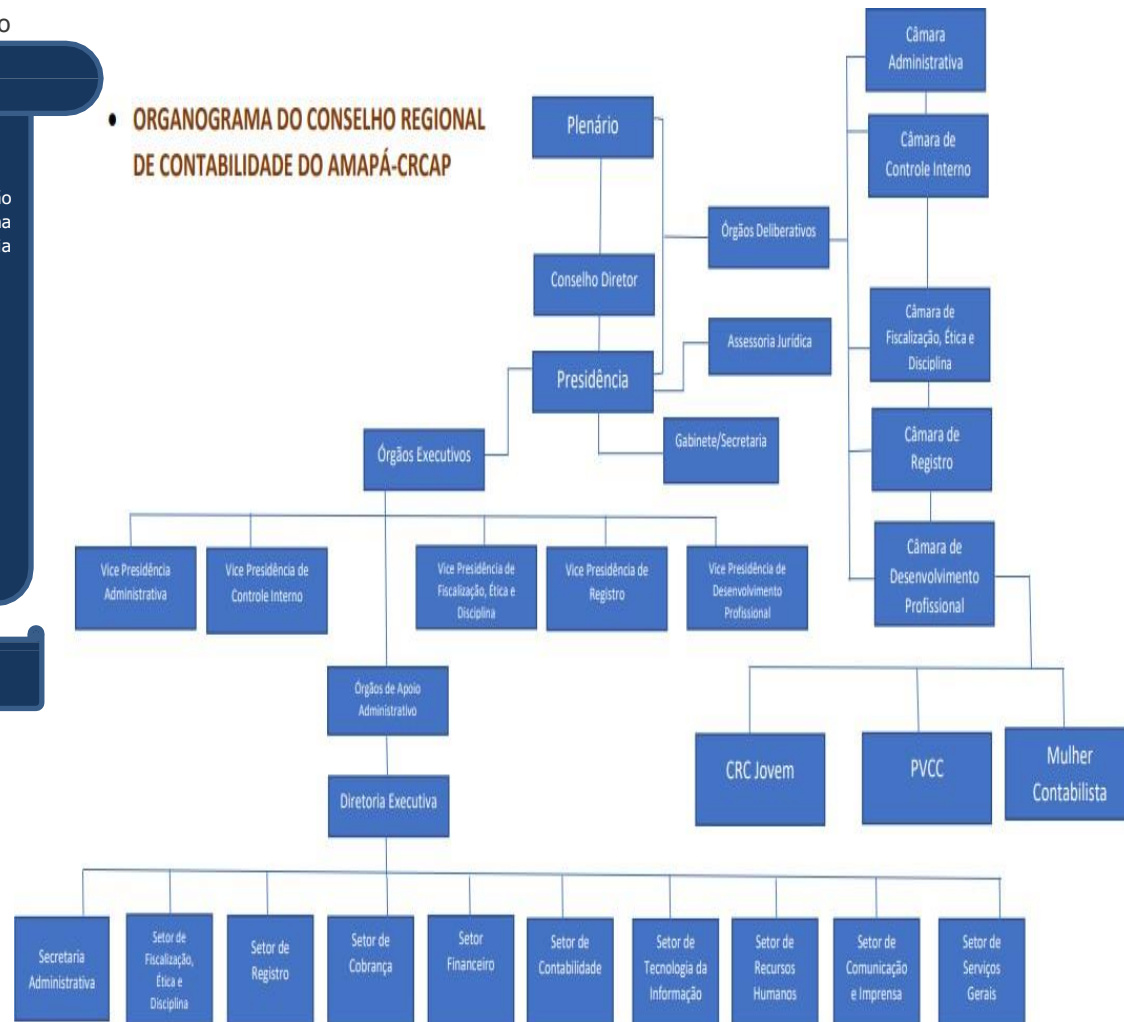 o
ão
na
a
• ORGANOGRAMA DO CONSELHO REGIONAL
DE CONTABILIDADE DO AMAPÁ-CRCAP
Plenário
Conselho Diretor
Presidência
Órgãos Deliberativos
Assessoria Jurídica
Gabinete/Secretaria
Câmara
Administrativa
Câmara de
Controle Interno
Câmara de
Fiscalização, Ética e
Disciplina
Câmara de
Registro
Câmara de
Desenvolvimento
Profissional
Órgãos Executivos
Vice Presidência
Administrativa
Vice Presidência de
Controle Interno
Vice Presidência de
Fiscalização, Ética e
Disciplina
Vice Presidência de
Registro
Vice Presidência de
Desenvolvimento
Profissional
Órgãos de Apoio
Administrativo
Diretoria Executiva
CRC Jovem
PVCC
Mulher
Contabilista
Secretaria
Administrativa
Setor de
Fiscalização,
Ética e
Disciplina
Setor de
Registro
Setor de
Cobrança
Setor
Financeiro
Setor de
Contabilidade
Setor de
Tecnologia da
Informação
Setor de
Recursos
Humanos
Setor de
Comunicação
e Imprensa
Setor de
Serviços
Gerais